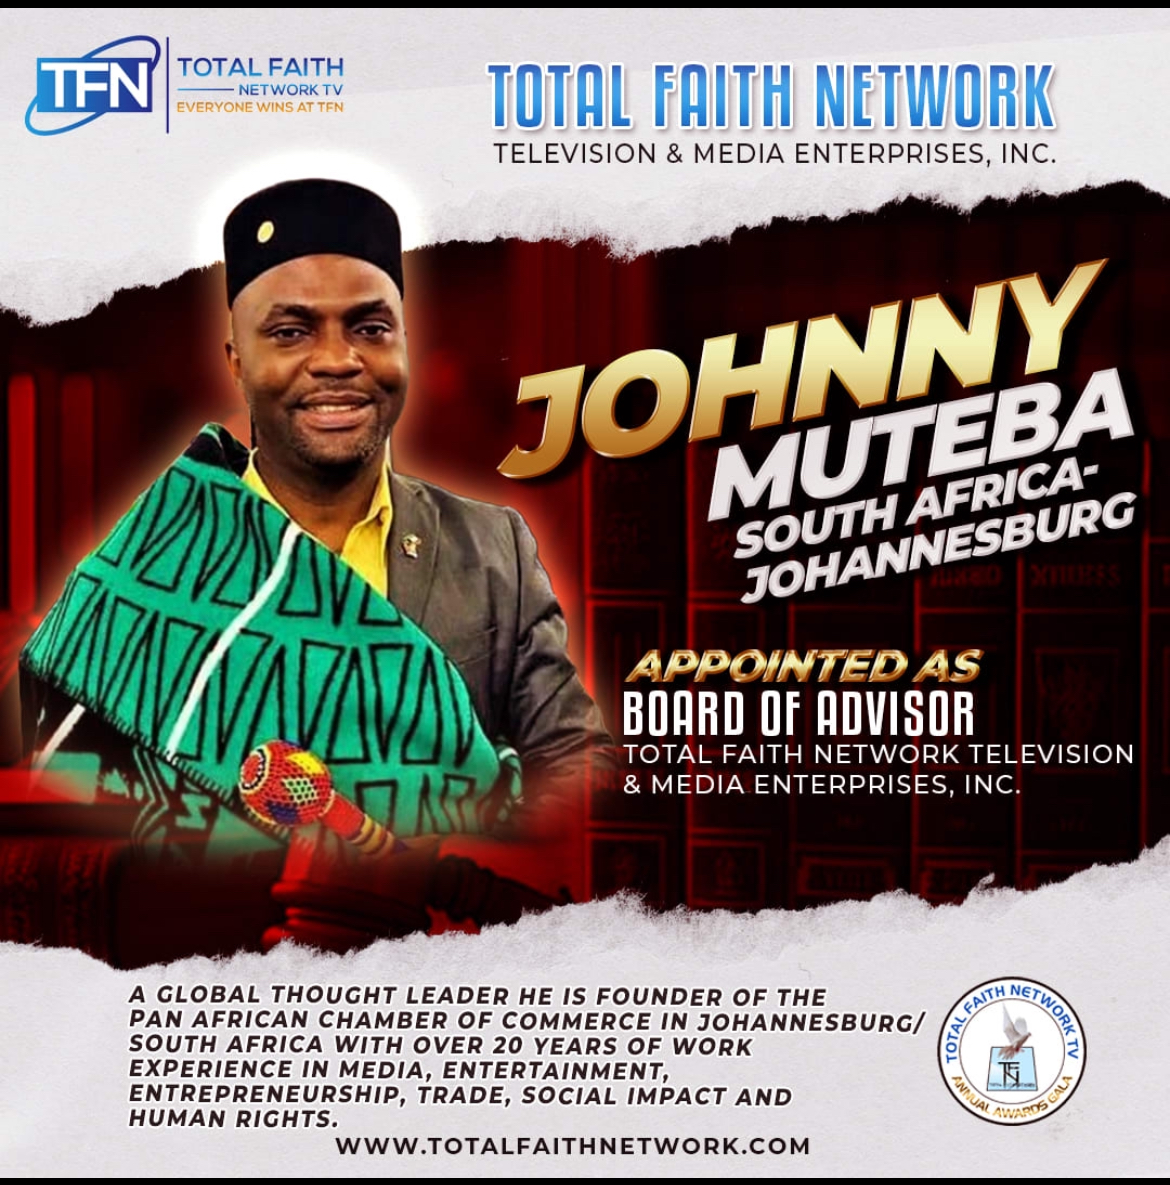 TFN
TOTAL FAITH
NETWORK TV
EVERYONE WINS AT TFN
TOTAL FAITH NETWORK
TELEVISION & MEDIA ENTERPRISES, INC.
JOHNNY
MUTEBA
SOUTH AFRICA-
JOHANNESBURG
APPOINTED AS
BOARD OF ADVISOR
TOTAL FAITH NETWORK TELEVISION
& MEDIA ENTERPRISES, INC.
A GLOBAL THOUGHT LEADER HE IS FOUNDER OF THE
PAN AFRICAN CHAMBER OF COMMERCE IN JOHANNESBURG/
SOUTH AFRICA WITH OVER 20 YEARS OF WORK
EXPERIENCE IN MEDIA, ENTERTAINMENT,
ENTREPRENEURSHIP, TRADE, SOCIAL IMPACT AND
HUMAN RIGHTS.
TOTAL FAITH NETWORK TV
ANNUAL AWARDS GALA
WWW.TOTALFAITHNETWORK.COM